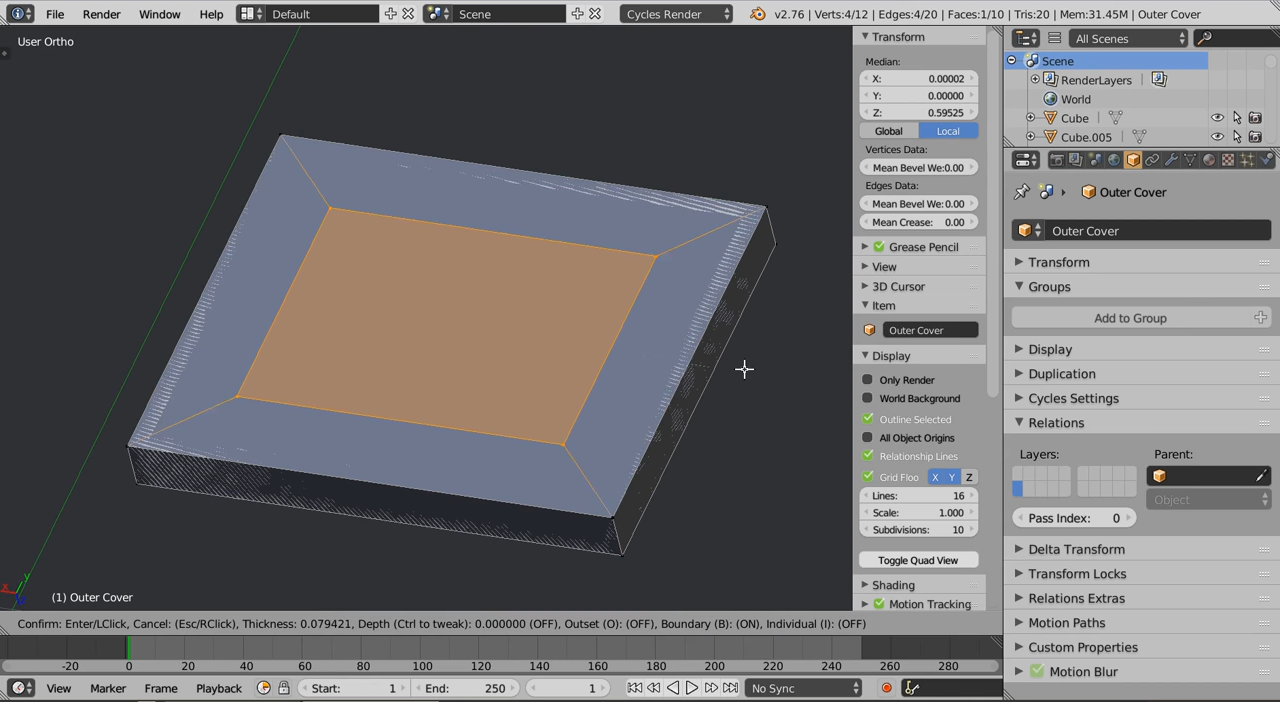 File Render Window Help Default Scene Cycles Render v2.76 | Verts:4/12 | Edges:4/20 | Faces:1/10 | Tris:20 | Mem:31.45M | Outer Cover
User Ortho
(1) Outer Cover
Confirm: Enter/LClick, Cancel: (Esc/RClick), Thickness: 0.079421, Depth (Ctrl to tweak): 0.000000 (OFF), Outset (O): (OFF), Boundary (B): (ON), Individual (I): (OFF)
Transform
Median:
X: 0.00002
Y: 0.00000
Z: 0.59525
Global Local
Vertices Data:
Mean Bevel We:0.00
Edges Data:
Mean Bevel We:0.00
Mean Crease: 0.00
Grease Pencil
View
3D Cursor
Item
Outer Cover
Display
Only Render
World Background
Outline Selected
All Object Origins
Relationship Lines
Grid Floo X Y Z
Lines: 16
Scale: 1.000
Subdivisions: 10
Toggle Quad View
Shading
Motion Tracking
All Scenes
Scene
RenderLayers |
World
Cube |
Cube.005 |
Outer Cover
Outer Cover
Transform
Groups
Add to Group
Display
Duplication
Cycles Settings
Relations
Layers: Parent:
Object
Pass Index: 0
Delta Transform
Transform Locks
Relations Extras
Motion Paths
Custom Properties
Motion Blur
-20 0 20 40 60 80 100 120 140 160 180 200 220 240 260 280
View Marker Frame Playback Start: 1 End: 250 1 No Sync
x y